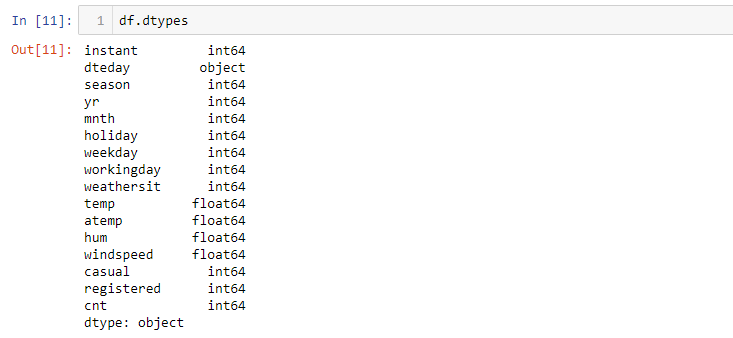 In [11]: 1 df.dtypes
Out[11]: instant int64
dteday object
season int64
yr int64
mnth int64
holiday int64
weekday int64
workingday int64
weathersit int64
temp float64
atemp float64
hum float64
windspeed float64
casual int64
registered int64
cnt int64
dtype: object